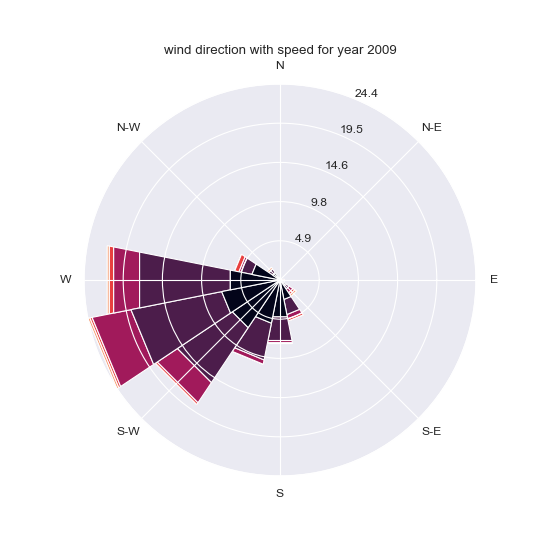 wind direction with speed for year 2009
N
24.4
N-W
N-E
19.5
14.6
9.8
4.9
W
E
S-W
S-E
S